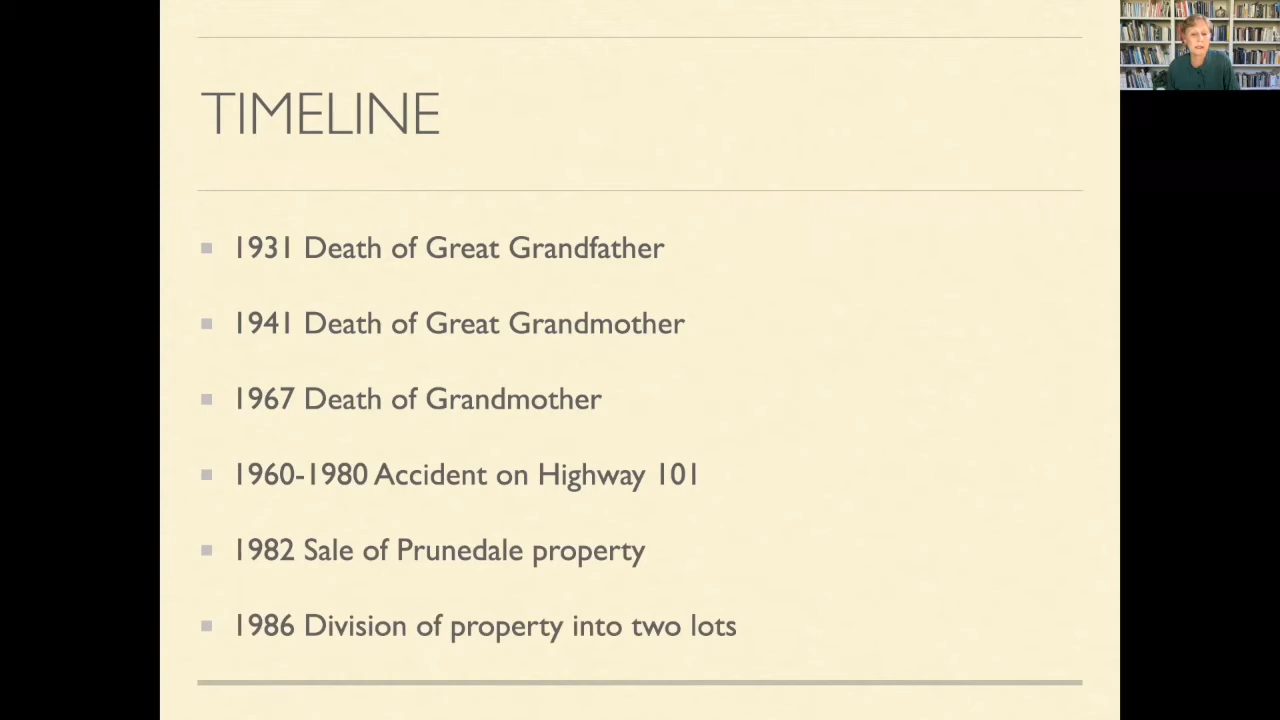 TIMELINE
1931 Death of Great Grandfather
1941 Death of Great Grandmother
1967 Death of Grandmother
1960-1980 Accident on Highway 101
1982 Sale of Prunedale property
1986 Division of property into two lots